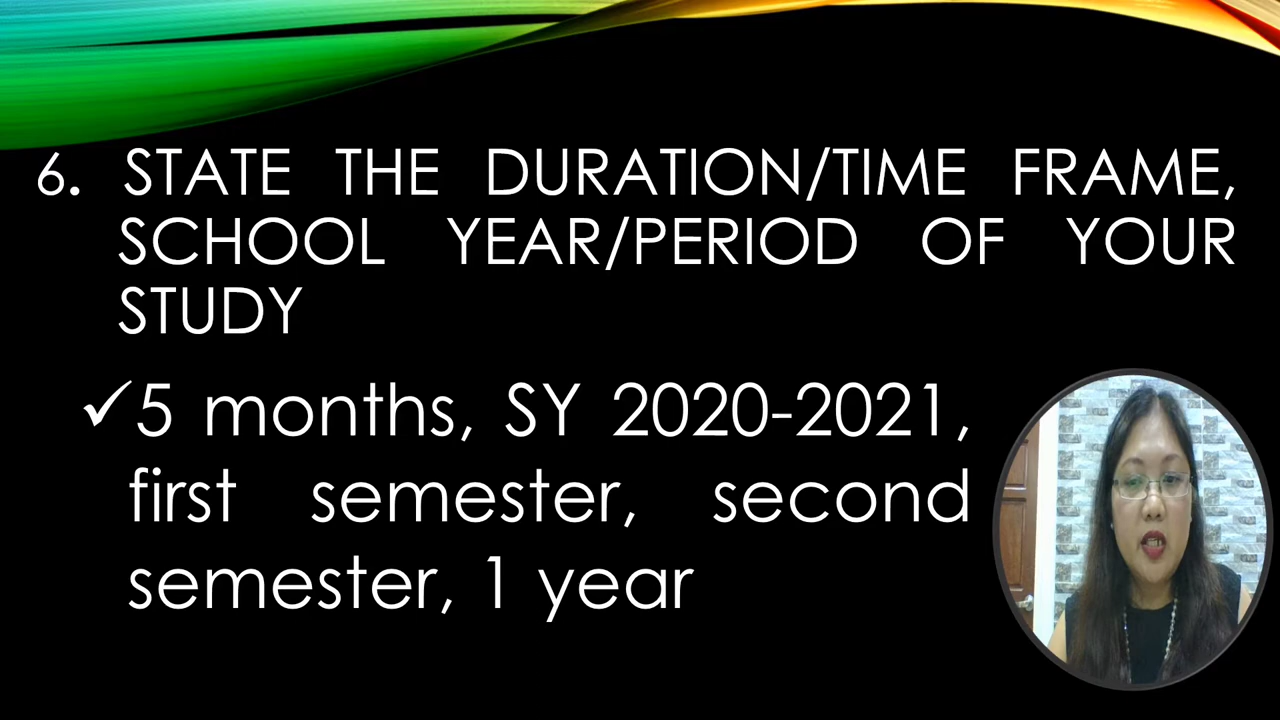 6. STATE THE DURATION/TIME FRAME,
SCHOOL YEAR/PERIOD OF YOUR
STUDY
✓5 months, SY 2020-2021,
first semester, second
semester, 1 year